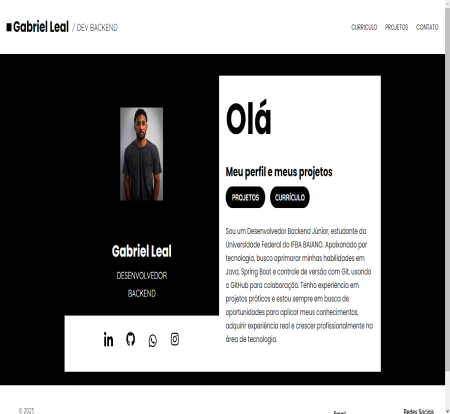 Gabriel Leal / DEV BACKEND
CURRICULO PROJETOS CONTATO
Olá
Meu perfil e meus projetos
PROJETOS CURRÍCULO
Gabriel Leal
DESENVOLVEDOR
BACKEND
Sou um Desenvolvedor Backend Júnior, estudante da
Universidade Federal do IFBA BAIANO. Apaixonado por
tecnologia, busco aprimorar minhas habilidades em
Java, Spring Boot e controle de versão com Git, usando
o GitHub para colaboração. Tenho experiência em
projetos práticos e estou sempre em busca de
oportunidades para aplicar meus conhecimentos,
adquirir experiência real e crescer profissionalmente na
área de tecnologia.
© 2023
Email
Redes Sociais